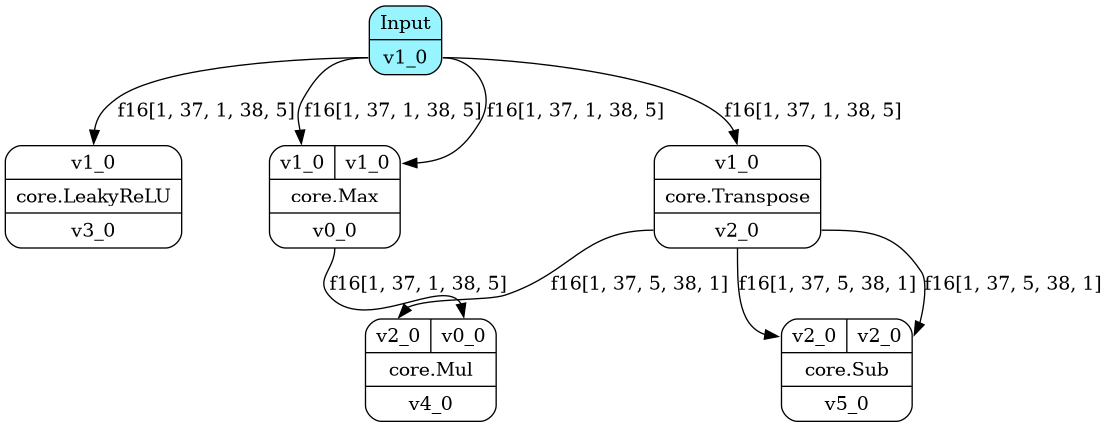 Input
v1_0
f16[1, 37, 1, 38, 5] f16[1, 37, 1, 38, 5] f16[1, 37, 1, 38, 5] f16[1, 37, 1, 38, 5]
v1_0 v1_0 v1_0 v1_0
core.LeakyReLU core.Max core.Transpose
v3_0 v0_0 v2_0
f16[1, 37, 1, 38, 5] f16[1, 37, 5, 38, 1] f16[1, 37, 5, 38, 1] f16[1, 37, 5, 38, 1]
v2_0 v0_0 v2_0 v2_0
core.Mul core.Sub
v4_0 v5_0